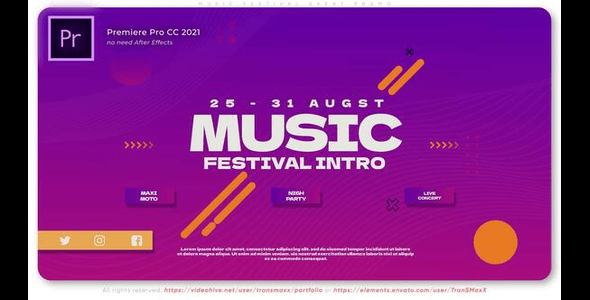 MUSIC FESTIVAL EVENT PROMO
Pr
Premiere Pro CC 2021
no need After Effects
25 - 31 AUGST
MUSIC
FESTIVAL INTRO
MAXI
MOTO
NIGH
PARTY
LIVE
CONCERT
Lorem ipsum dolor sit amet, consectetur adipiscing elit, sed do eiusmod tempor incididunt ut labore
et dolore magna aliqua. Ut enim ad minim veniam, sis nostrud exercitation ullamco laboris nisi ut aliquip
ex ea commodo consequat.
All rights reserved. https://videohive.net/user/transmaxx/portfolio or https://elements.envato.com/user/TranSMaxX